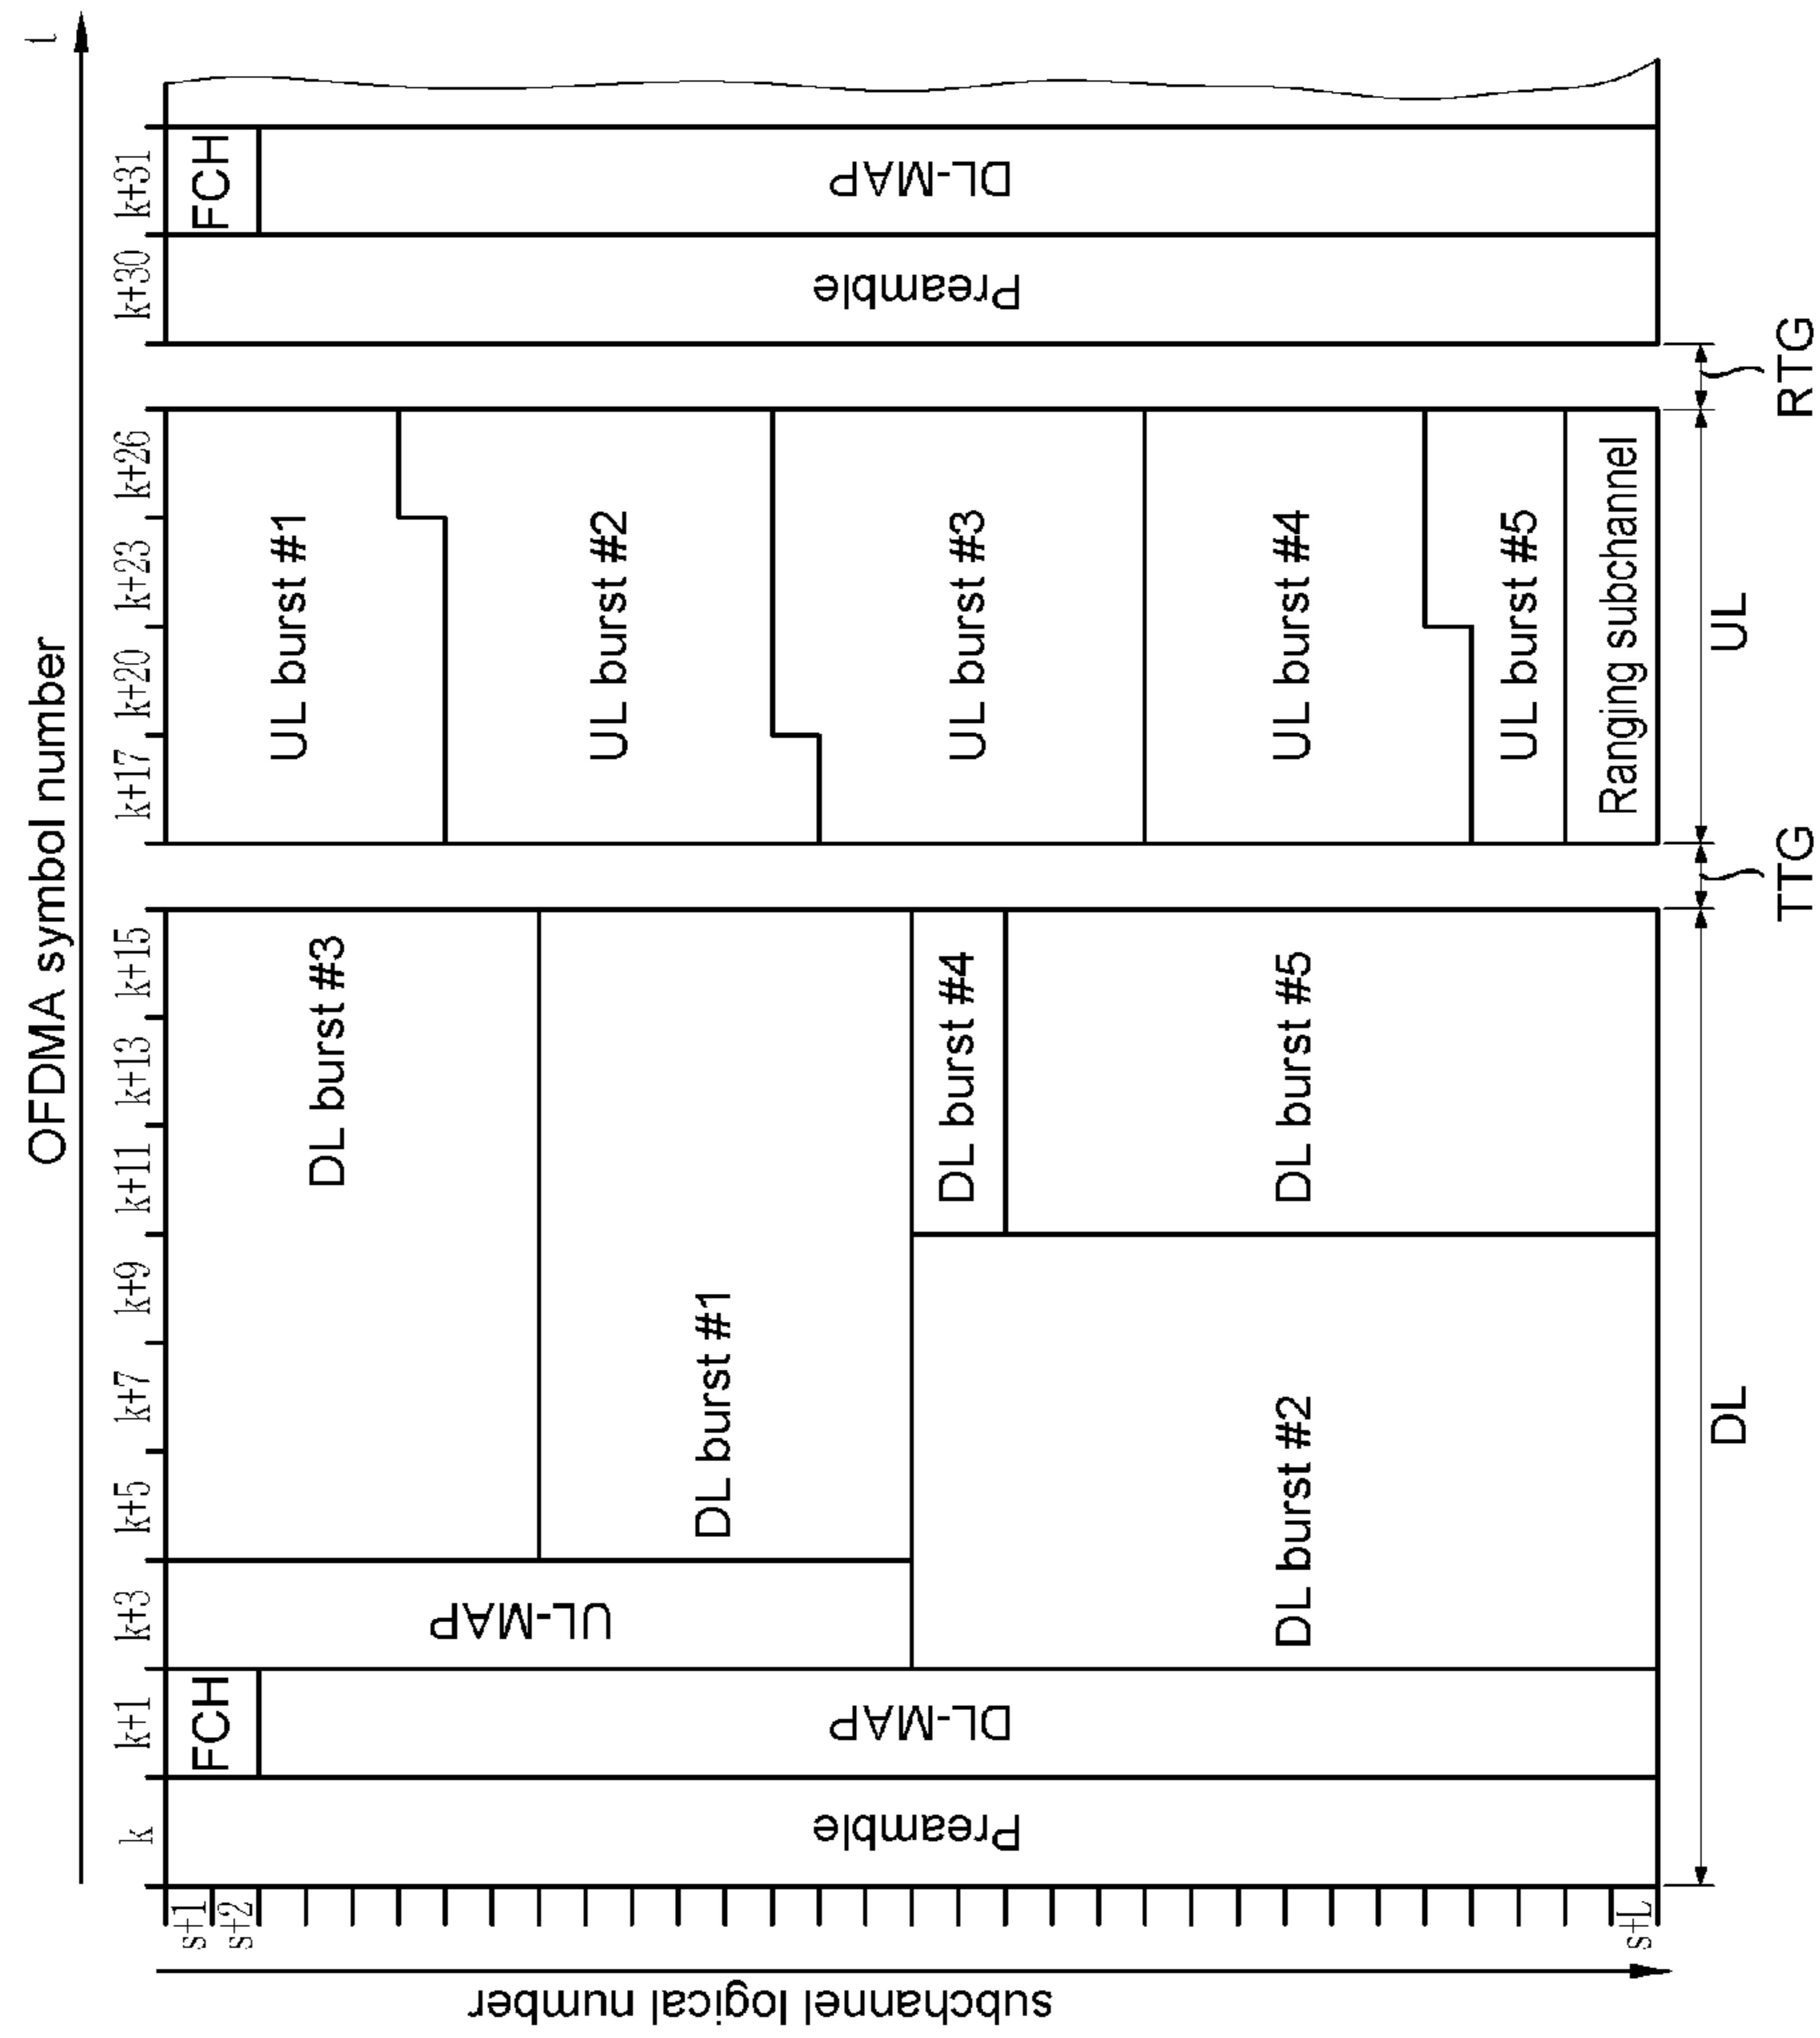 OFDMA symbol number
t
k
k+1
k+3
k+5
k+7
k+9
k+11
k+13
k+15
k+17
k+20
k+23
k+26
k+30
k+31
subchannel logical number
s+1
s+2
s+L
Preamble
FCH
DL-MAP
UL-MAP
DL burst #3
DL burst #1
DL burst #2
DL burst #4
DL burst #5
UL burst #1
UL burst #2
UL burst #3
UL burst #4
UL burst #5
Ranging subchannel
Preamble
FCH
DL-MAP
DL
TTG
UL
RTG